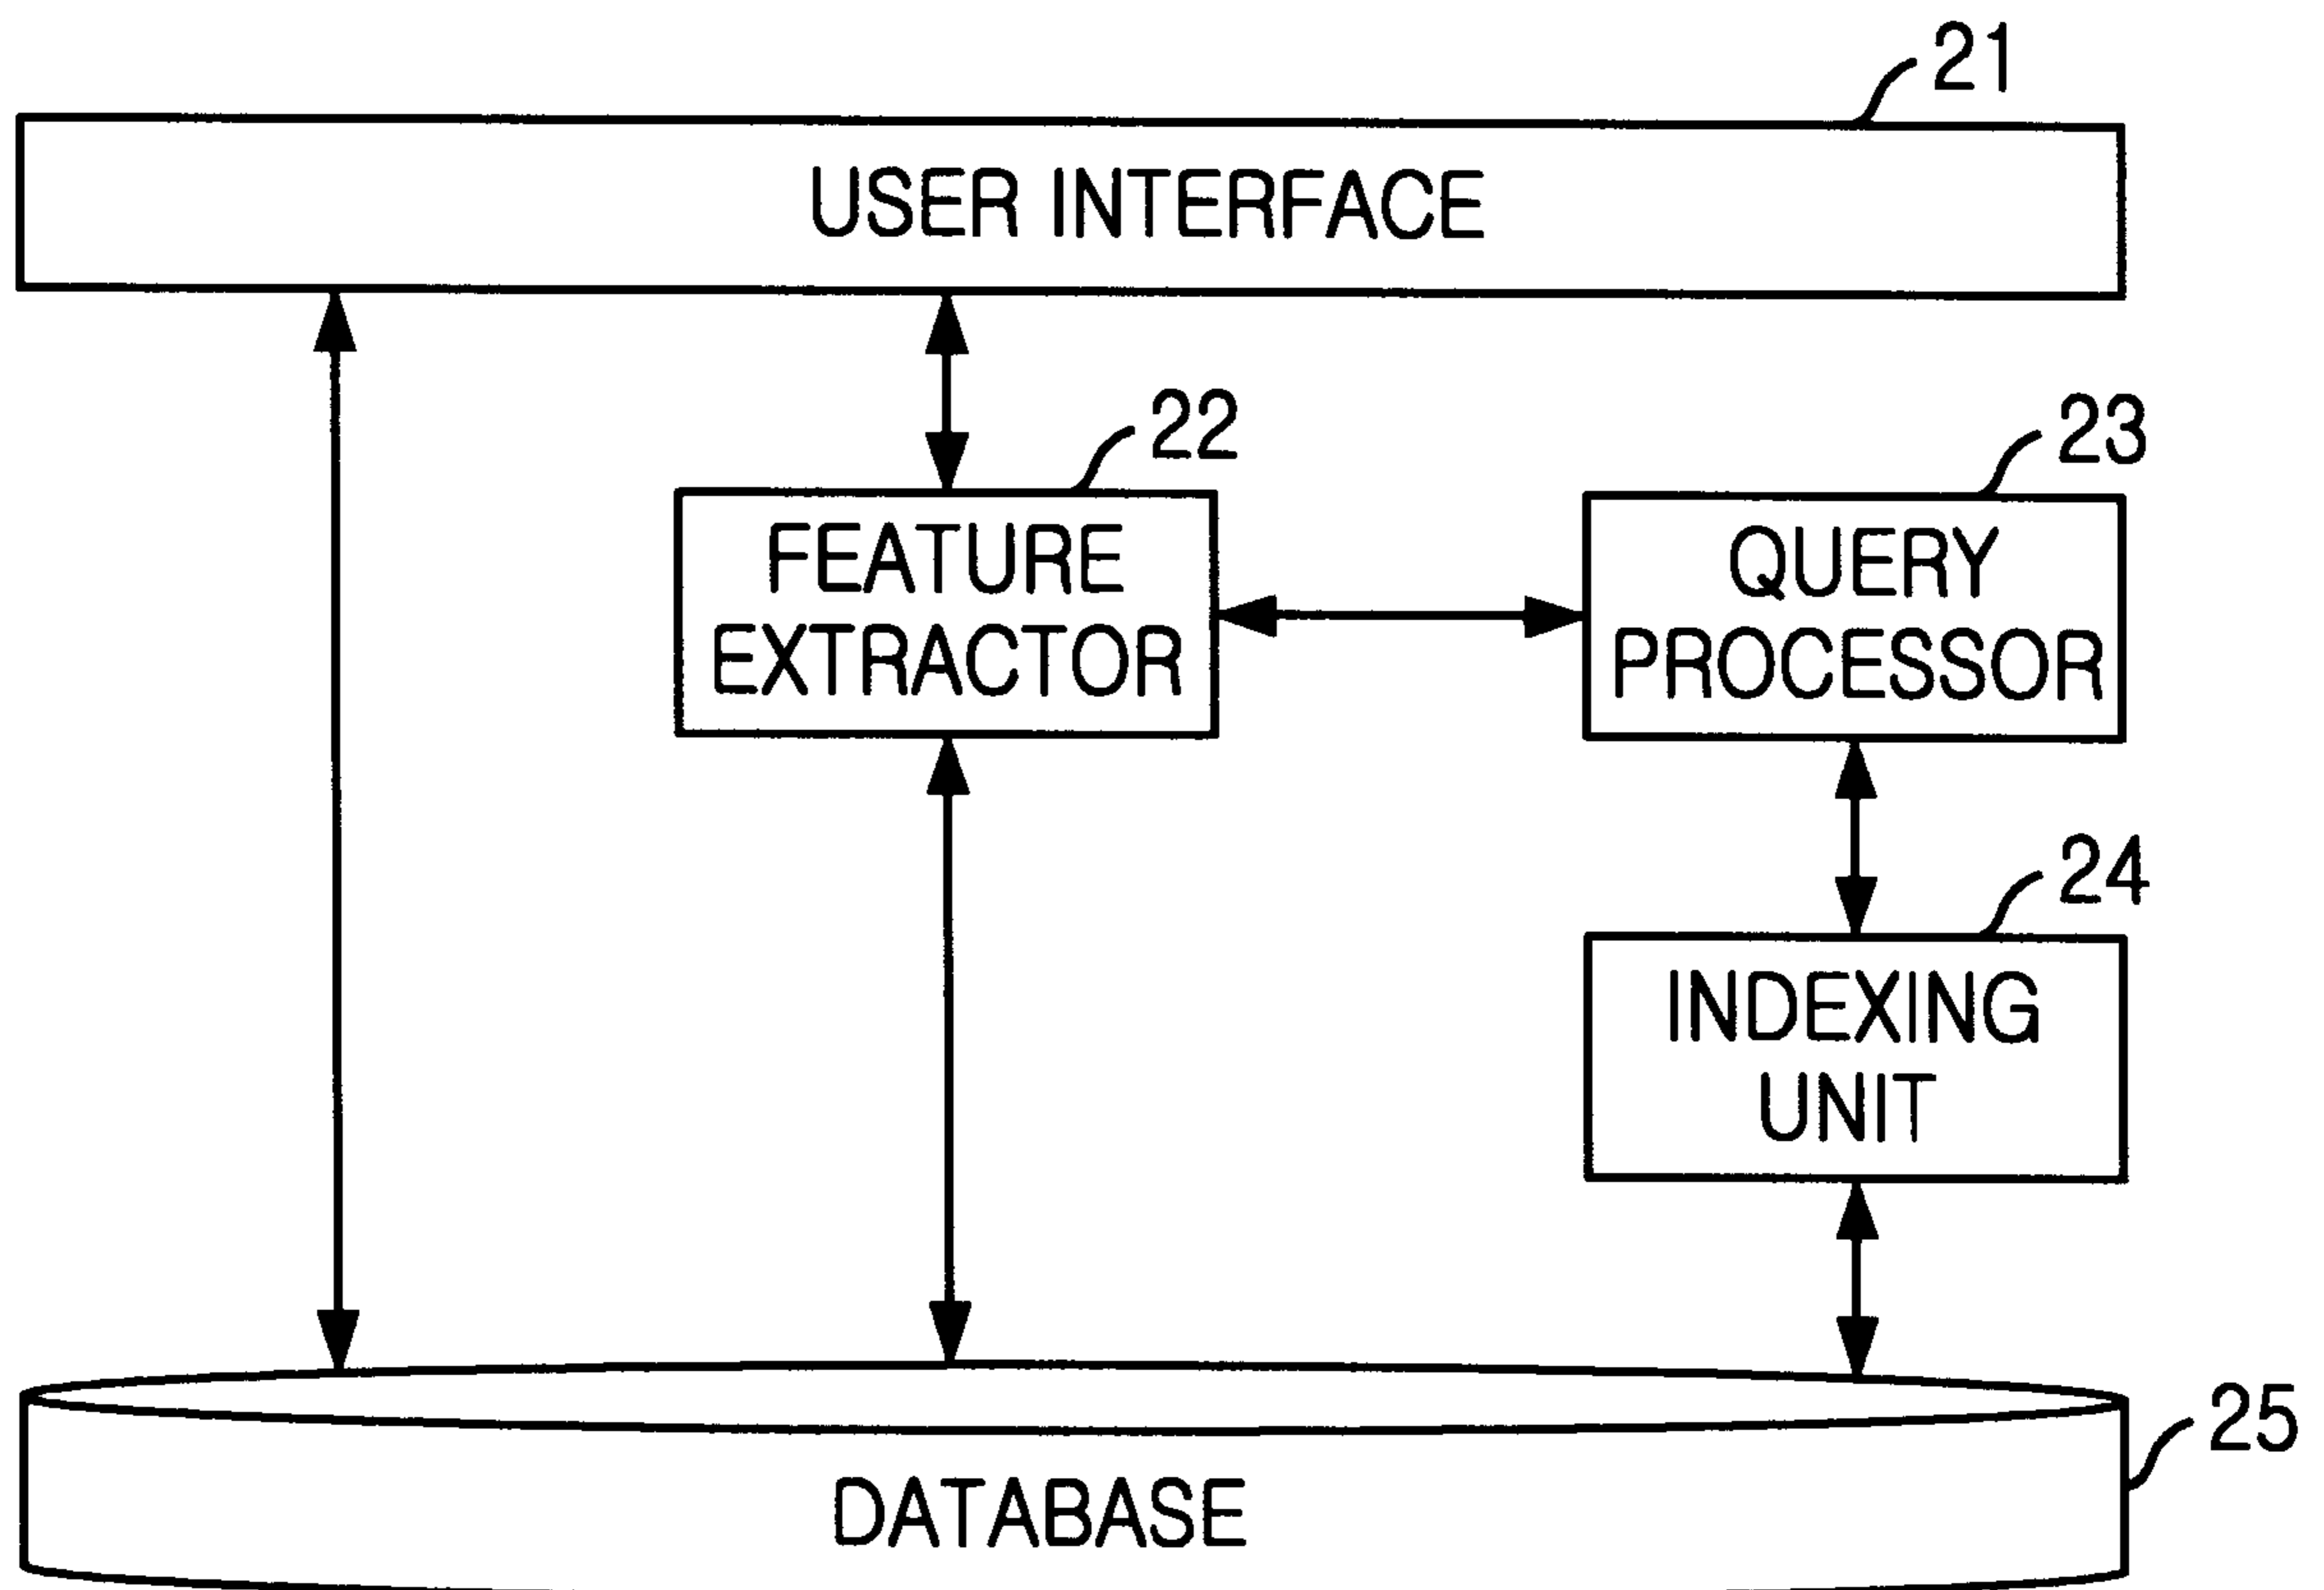 21
USER INTERFACE
22
23
FEATURE
EXTRACTOR
QUERY
PROCESSOR
24
INDEXING
UNIT
25
DATABASE